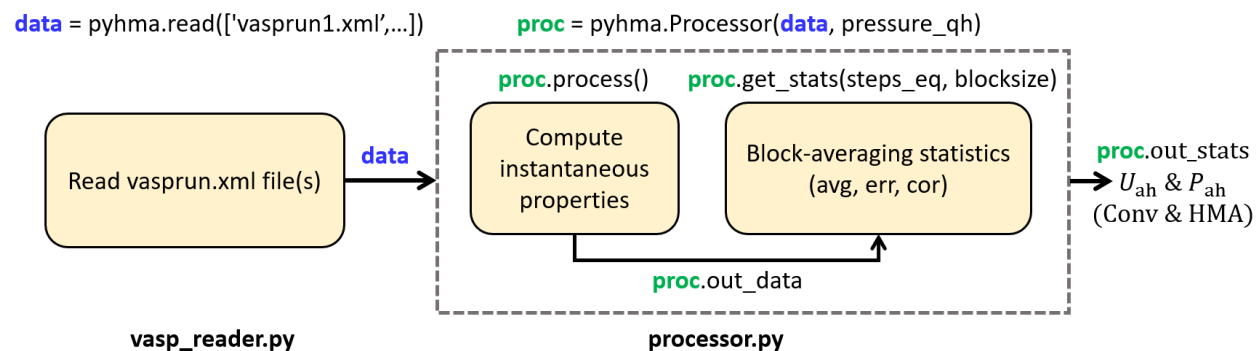 data = pyhma.read(['vasprun1.xml’,…])
proc = pyhma.Processor(data, pressure_qh)
proc.process()
proc.get_stats(steps_eq, blocksize)
Read vasprun.xml file(s)
data
Compute
instantaneous
properties
Block-averaging statistics
(avg, err, cor)
proc.out_stats
U_ah & P_ah
(Conv & HMA)
proc.out_data
vasp_reader.py
processor.py